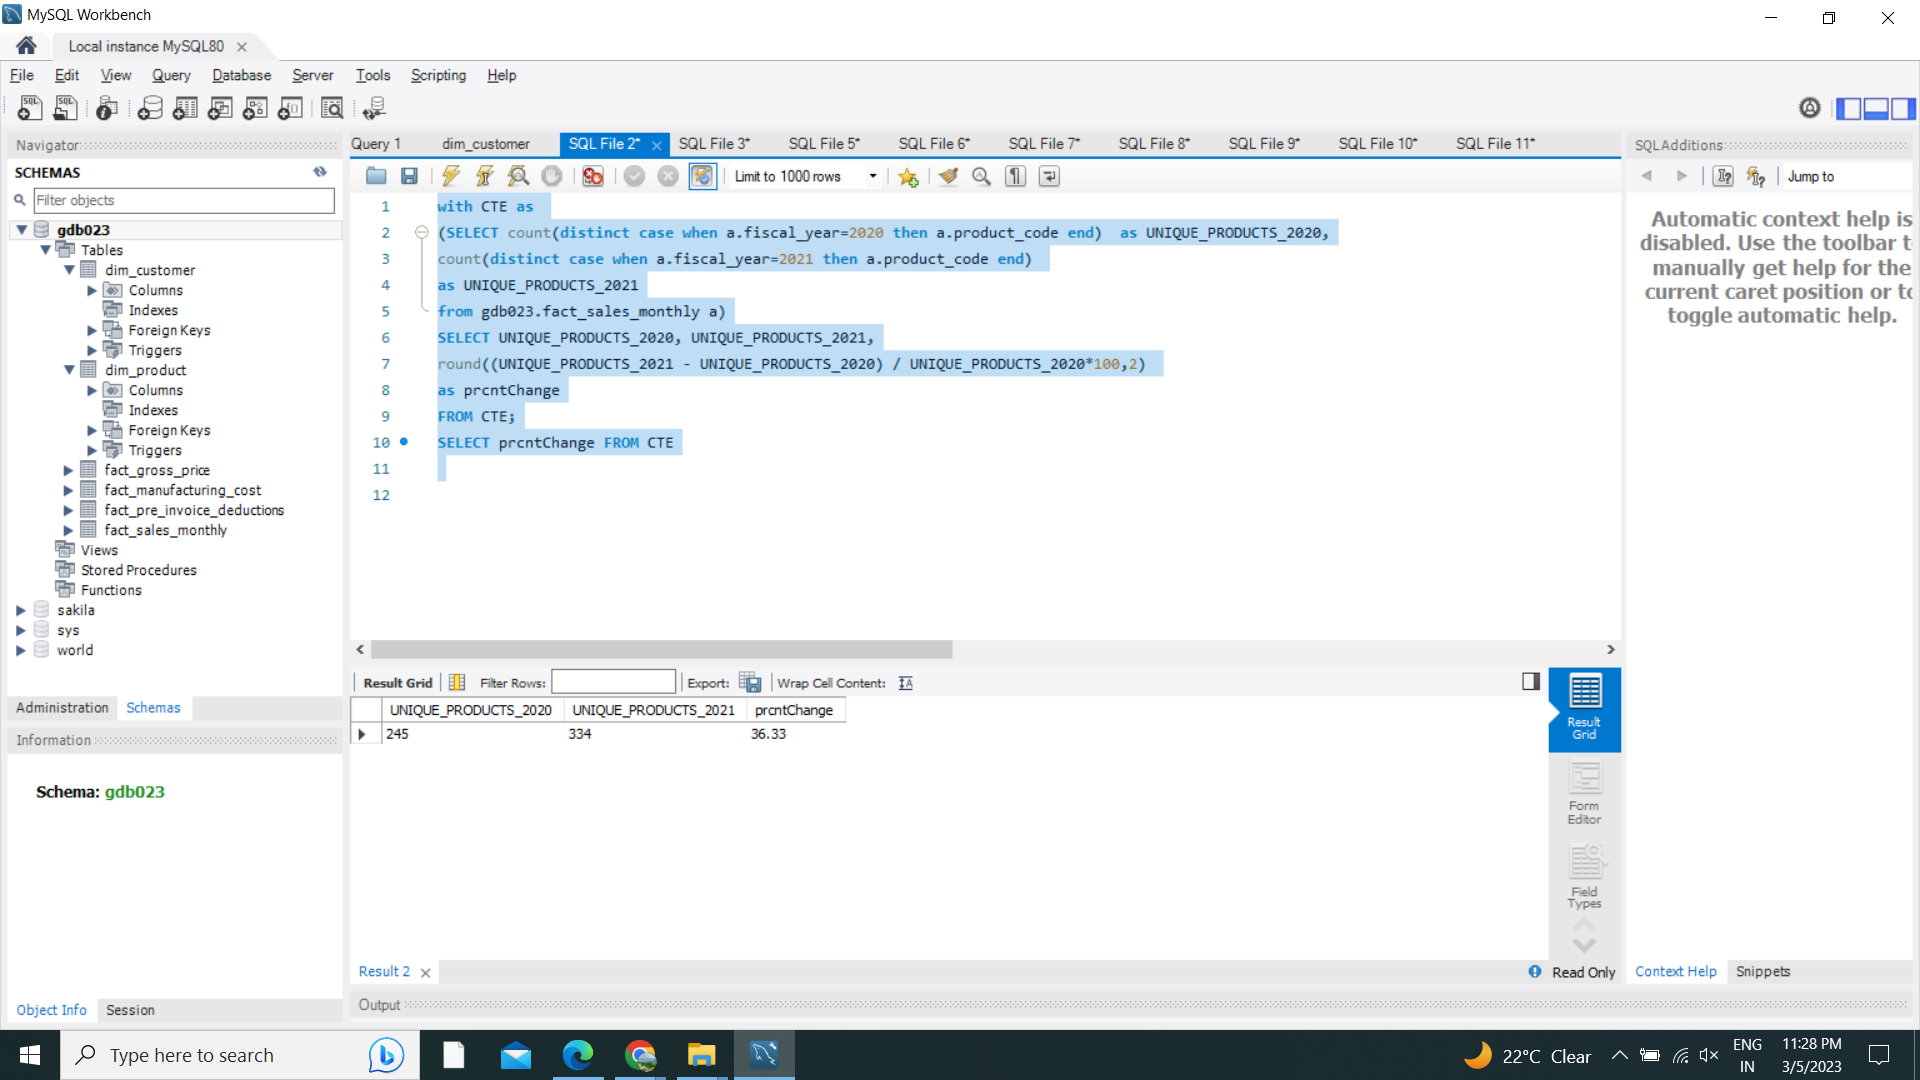 MySQL Workbench
Local instance MySQL80
File Edit View Query Database Server Tools Scripting Help
Navigator
SCHEMAS
Filter objects
gdb023
Tables
dim_customer
Columns
Indexes
Foreign Keys
Triggers
dim_product
Columns
Indexes
Foreign Keys
Triggers
fact_gross_price
fact_manufacturing_cost
fact_pre_invoice_deductions
fact_sales_monthly
Views
Stored Procedures
Functions
sakila
sys
world
Administration Schemas
Information
Schema: gdb023
Object Info Session
Query 1 dim_customer SQL File 2* SQL File 3* SQL File 5* SQL File 6* SQL File 7* SQL File 8* SQL File 9* SQL File 10* SQL File 11*
Limit to 1000 rows
1 with CTE as
2 (SELECT count(distinct case when a.fiscal_year=2020 then a.product_code end) as UNIQUE_PRODUCTS_2020,
3 count(distinct case when a.fiscal_year=2021 then a.product_code end)
4 as UNIQUE_PRODUCTS_2021
5 from gdb023.fact_sales_monthly a)
6 SELECT UNIQUE_PRODUCTS_2020, UNIQUE_PRODUCTS_2021,
7 round((UNIQUE_PRODUCTS_2021 - UNIQUE_PRODUCTS_2020) / UNIQUE_PRODUCTS_2020*100,2)
8 as prcntChange
9 FROM CTE;
10 SELECT prcntChange FROM CTE
11
12
Result Grid Filter Rows: Export: Wrap Cell Content:
UNIQUE_PRODUCTS_2020 UNIQUE_PRODUCTS_2021 prcntChange
245 334 36.33
Result Grid
Form Editor
Field Types
Result 2
Read Only
Output
SQLAdditions
Jump to
Automatic context help is
disabled. Use the toolbar t
manually get help for the
current caret position or to
toggle automatic help.
Context Help Snippets
Type here to search
22°C Clear
ENG
IN
11:28 PM
3/5/2023